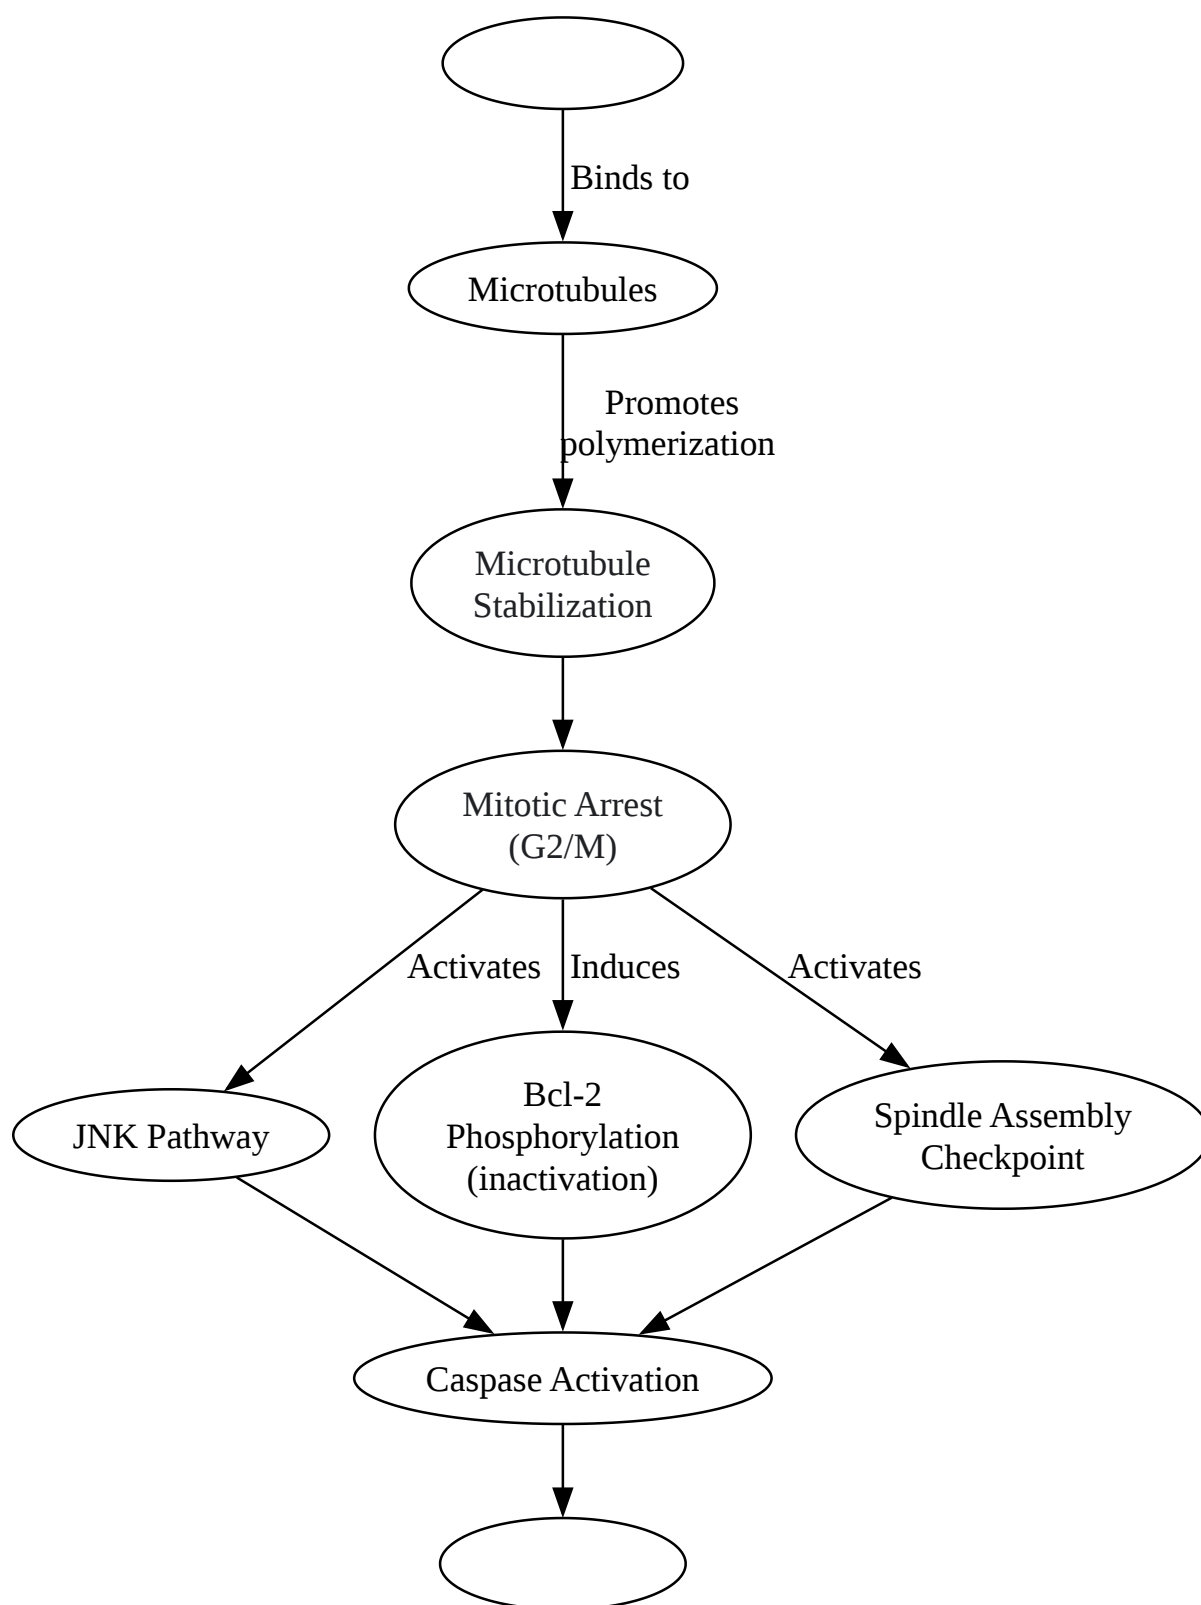 Binds to
Microtubules
Promotes
polymerization
Microtubule
Stabilization
Mitotic Arrest
(G2/M)
Activates
Induces
Activates
JNK Pathway
Bcl-2
Phosphorylation
(inactivation)
Spindle Assembly
Checkpoint
Caspase Activation